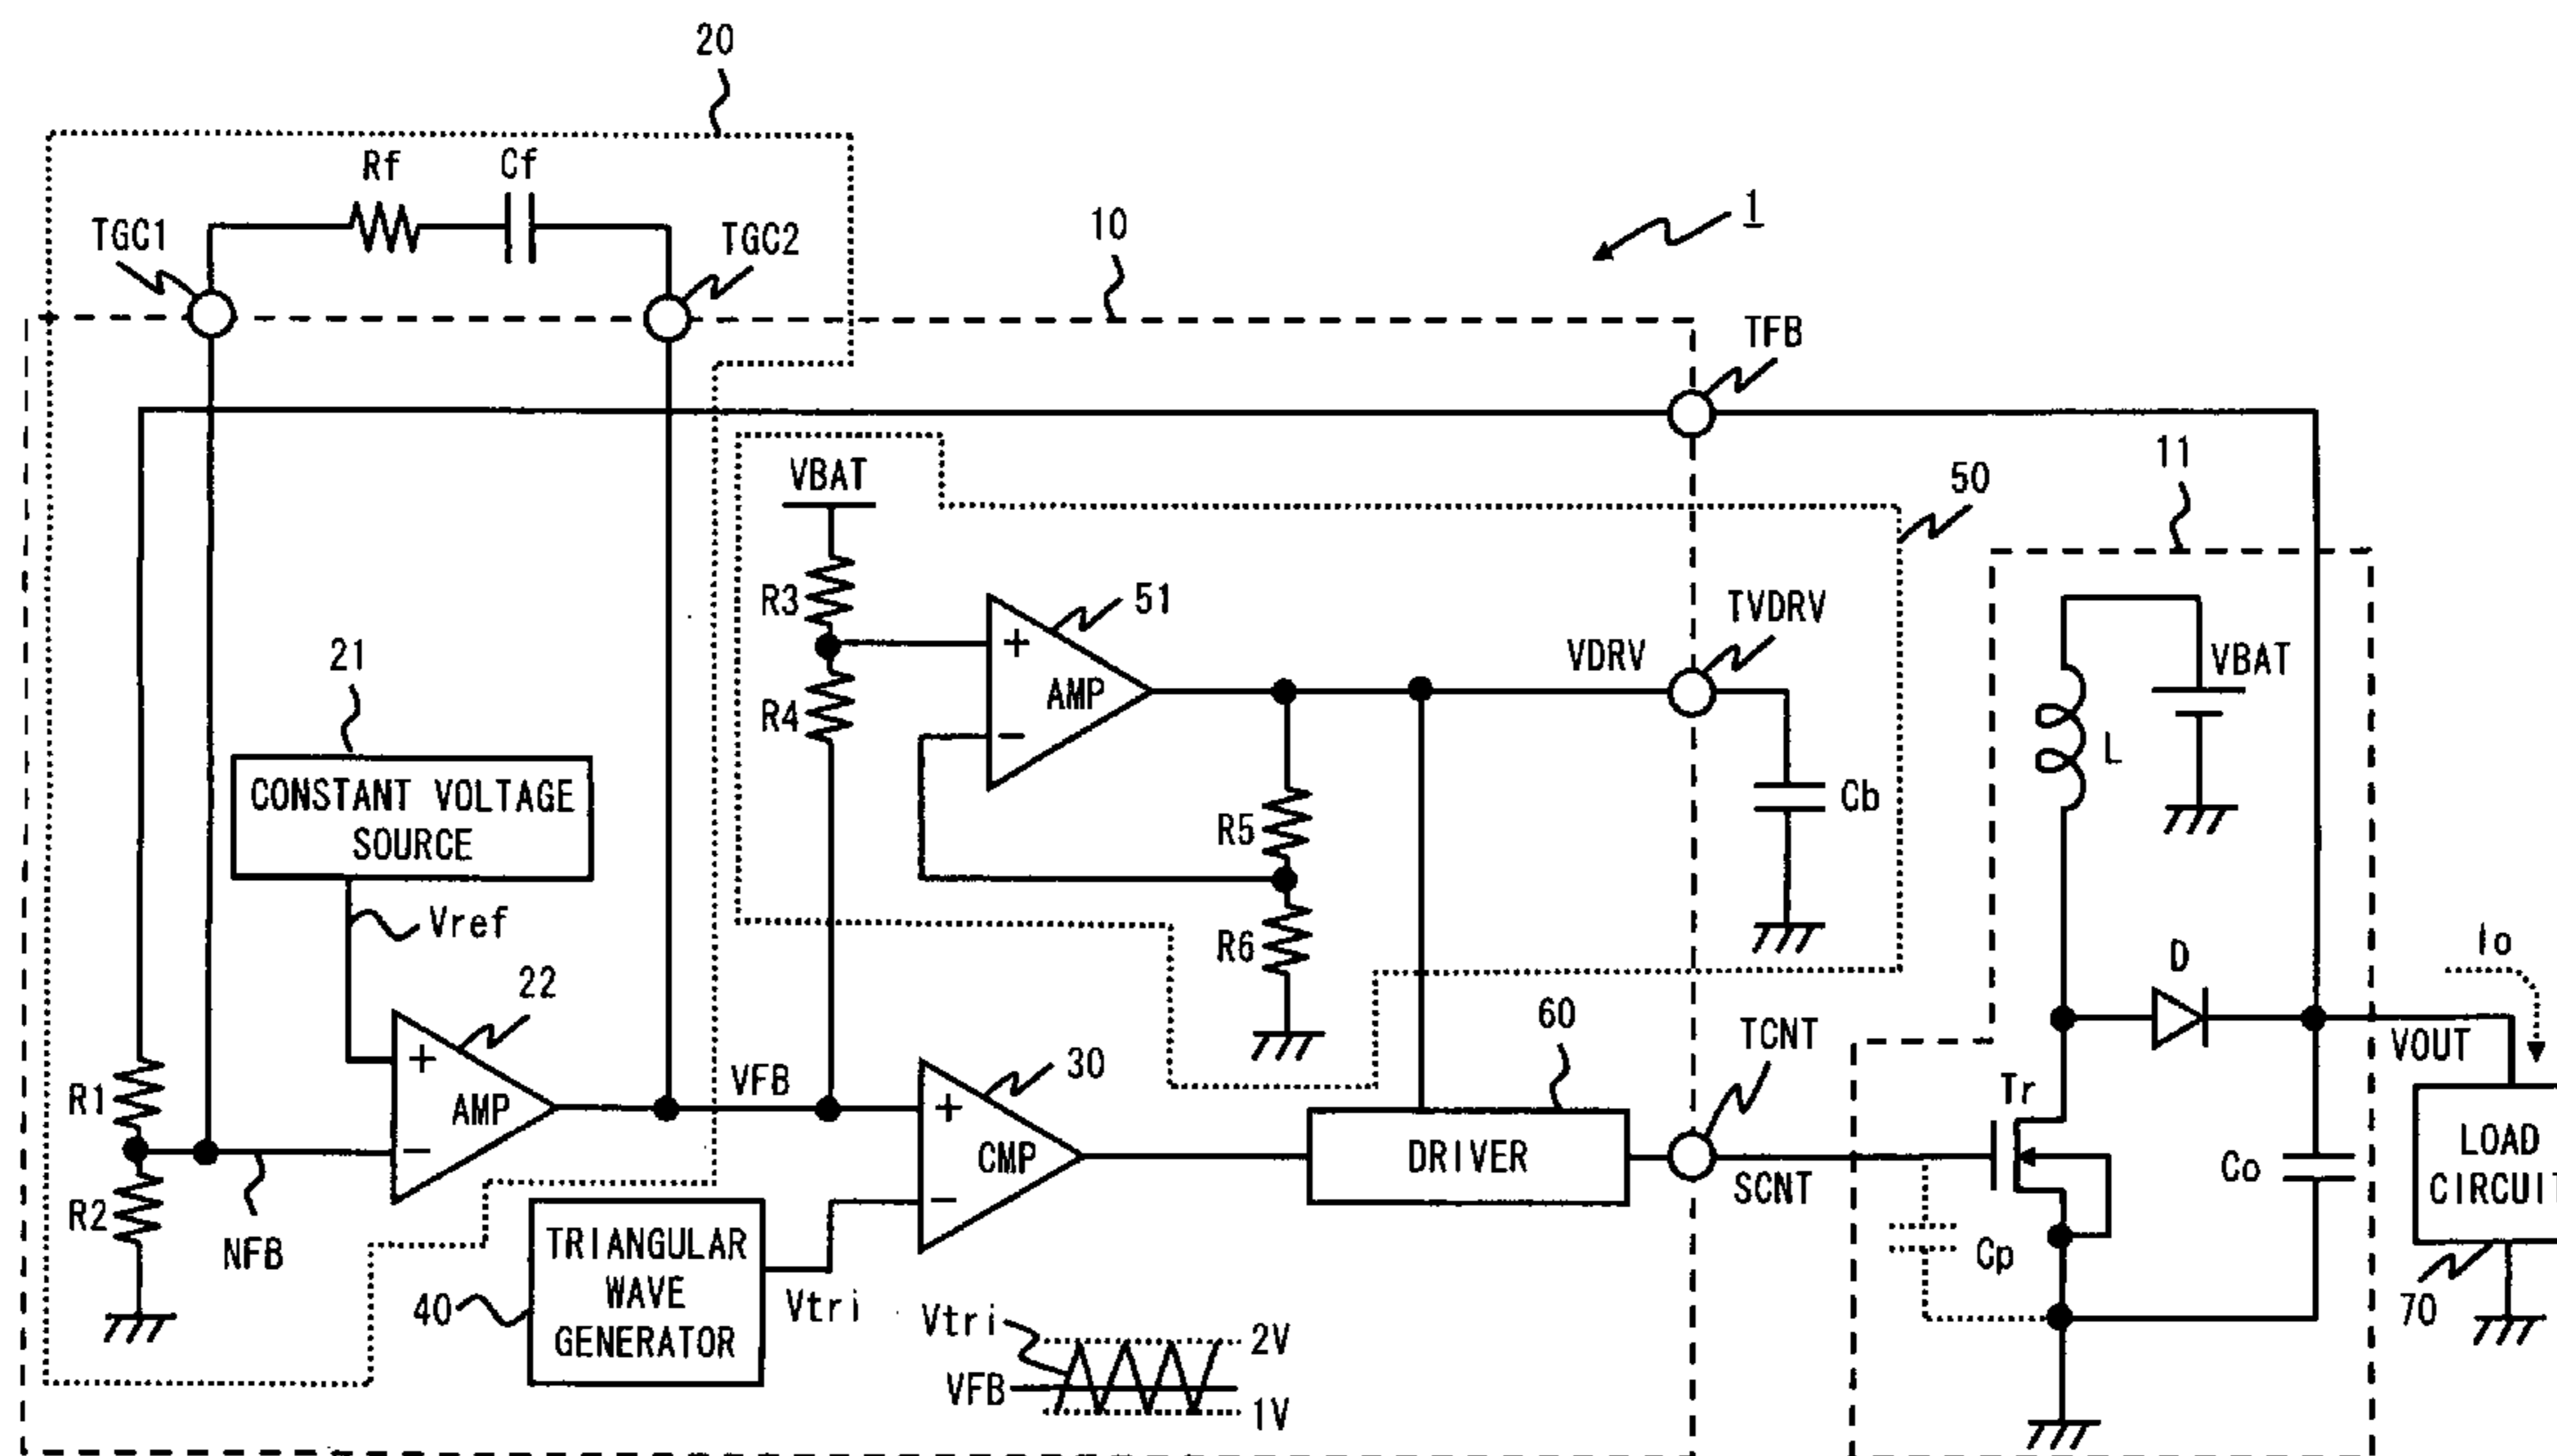 20
Rf
Cf
TGC1
TGC2
10
1
TFB
11
VBAT
50
R3
51
TVDRV
+
AMP
VDRV
VBAT
21
R4
−
L
CONSTANT VOLTAGE
SOURCE
R5
Cb
Vref
R6
D
Io
22
60
TCNT
+
VFB
30
VOUT
R1
AMP
+
Tr
LOAD
CIRCUIT
−
CMP
DRIVER
Co
R2
−
SCNT
NFB
TRIANGULAR
WAVE
GENERATOR
Cp
40
Vtri
Vtri
2V
70
VFB
1V